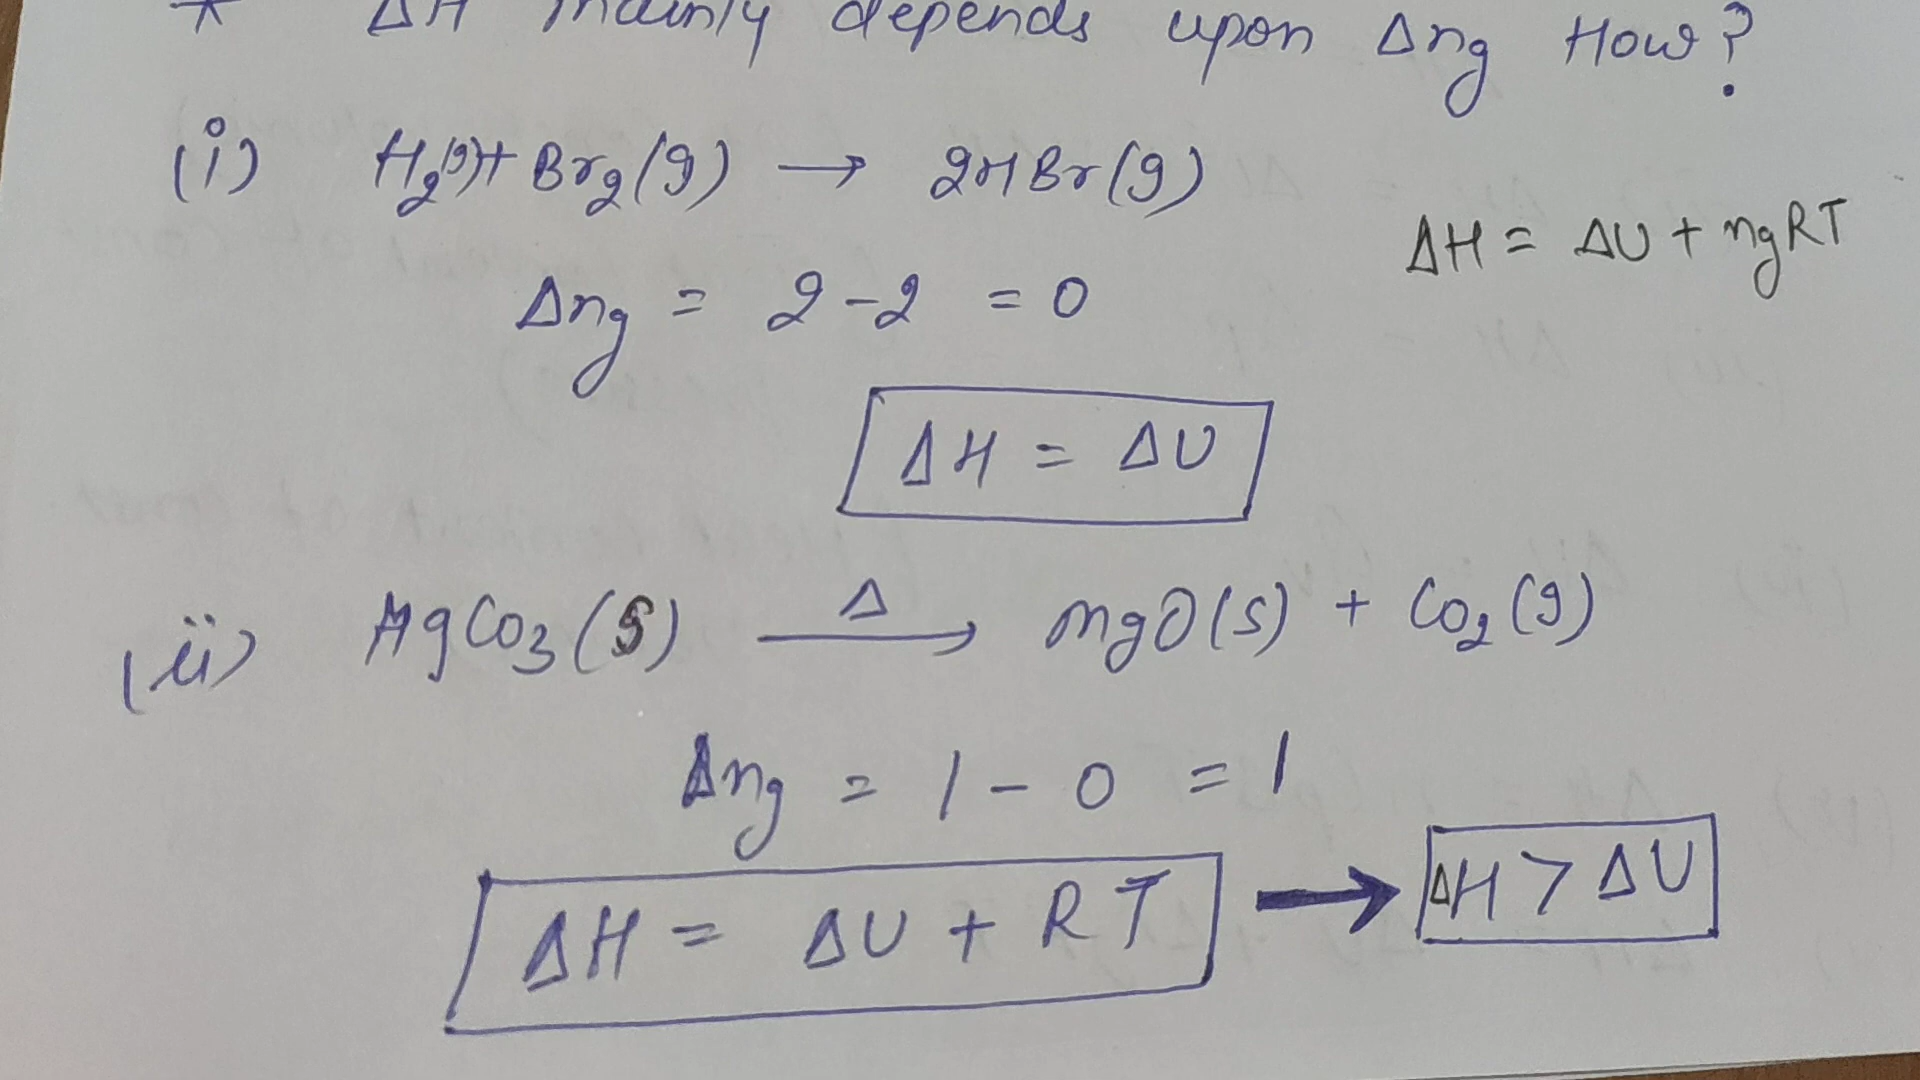 * ΔH mainly depends upon Δng How?
(i) H₂(g)+ Br₂(g) → 2HBr(g)
ΔH = ΔU + ngRT
Δng = 2-2 = 0
ΔH = ΔU
(ii) MgCo₃(s) Δ→ mgO(s) + Co₂(g)
Δng = 1 - 0 = 1
ΔH = ΔU + RT → ΔH > ΔU